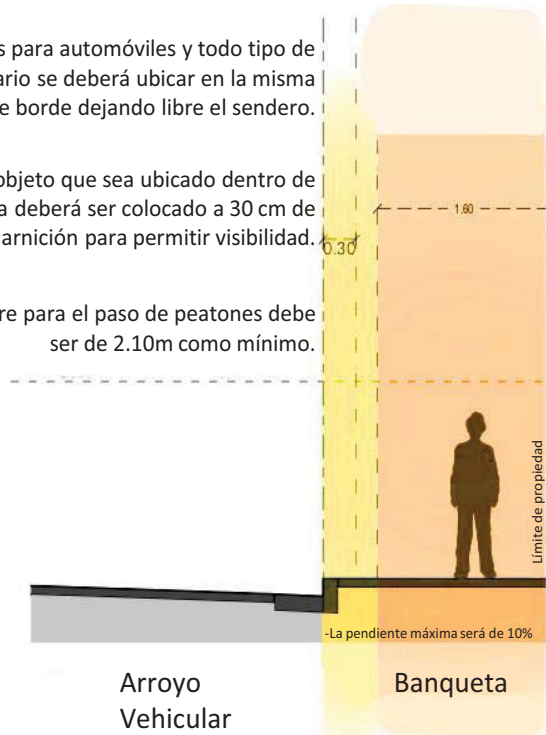 s para automóviles y todo tipo de
ario se deberá ubicar en la misma
e borde dejando libre el sendero.
objeto que sea ubicado dentro de
a deberá ser colocado a 30 cm de
arnición para permitir visibilidad.
re para el paso de peatones debe
ser de 2.10m como mínimo.
1.60
0.30
Límite de propiedad
-La pendiente máxima será de 10%
Arroyo
Vehicular
Banqueta